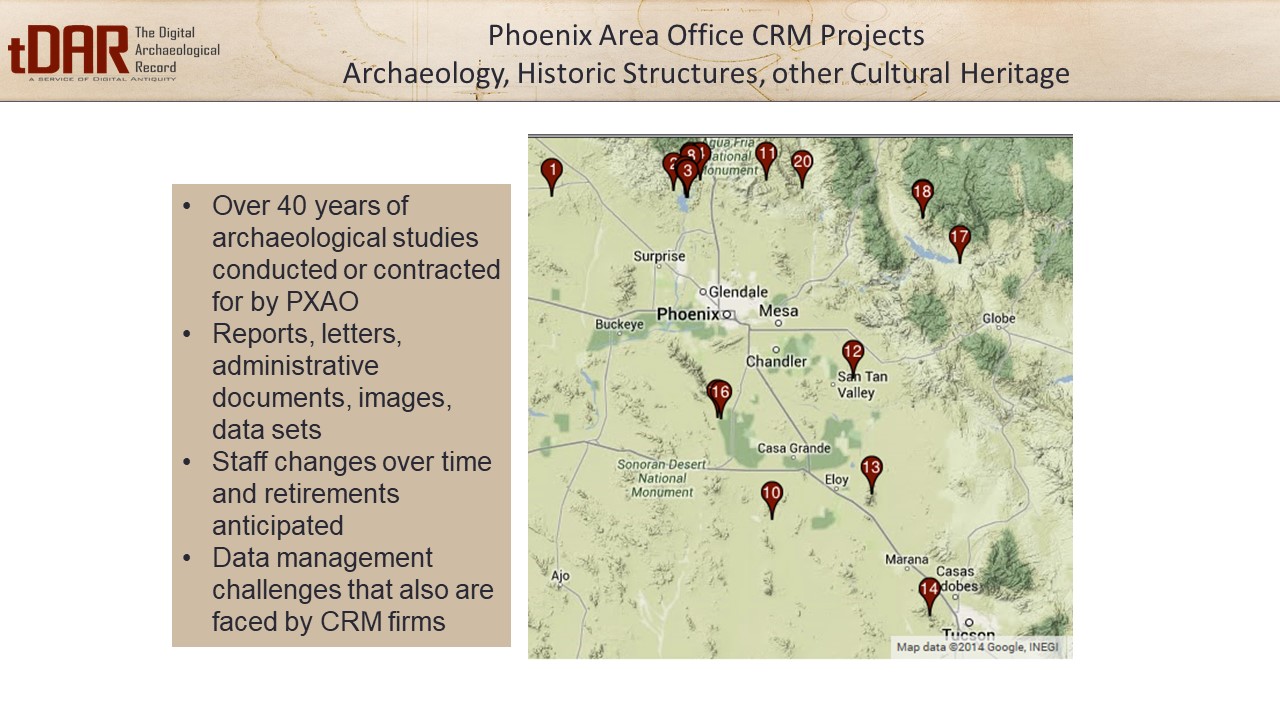 tDAR
The Digital
Archaeological
Record
A SERVICE OF DIGITAL ANTIQUITY
Phoenix Area Office CRM Projects
Archaeology, Historic Structures, other Cultural Heritage
• Over 40 years of
archaeological studies
conducted or contracted
for by PXAO
• Reports, letters,
administrative
documents, images,
data sets
• Staff changes over time
and retirements
anticipated
• Data management
challenges that also are
faced by CRM firms
1
2
8
3
Agua Fria
National
Monument
11
20
18
17
Surprise
Glendale
Phoenix
Mesa
Globe
Buckeye
Chandler
12
San Tan
Valley
16
Casa Grande
Sonoran Desert
National
Monument
13
Eloy
10
Marana
Casas
Ajo
14
Tucson
Map data ©2014 Google, INEGI